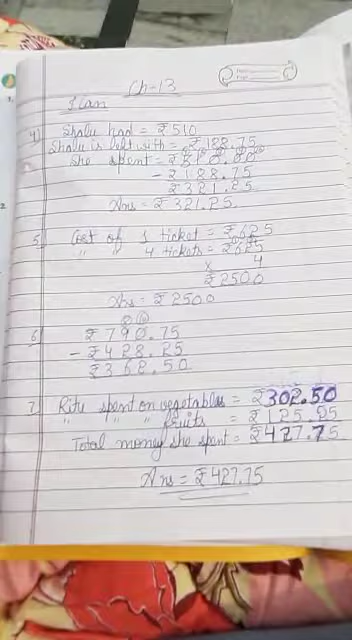 Ch-13
I Can
4) Shalu had = ₹510
Shalu is left with = ₹188.75
She spent = ₹510.00
- ₹188.75
₹321.25
Ans = ₹321.25
5. Cost of 1 ticket = ₹625
" " 4 tickets = ₹625
x 4
₹2500
Ans = ₹2500
6. ₹790.75
- ₹428.25
₹362.50
7. Ritu spent on vegetables = ₹302.50
" " " fruits = ₹125.25
Total money she spent = ₹427.75
Ans = ₹427.75